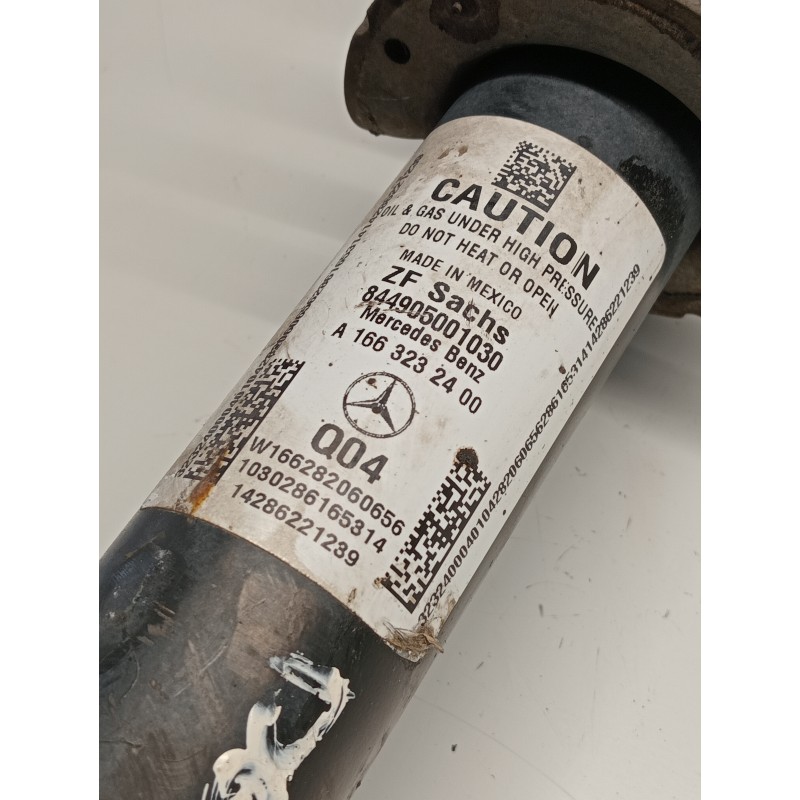 CAUTION
OIL & GAS UNDER HIGH PRESSURE
DO NOT HEAT OR OPEN
MADE IN MEXICO
ZF Sachs
844905001030
Mercedes Benz
A 166 323 24 00
Q04
W166282060656
1030286165314
14286221239